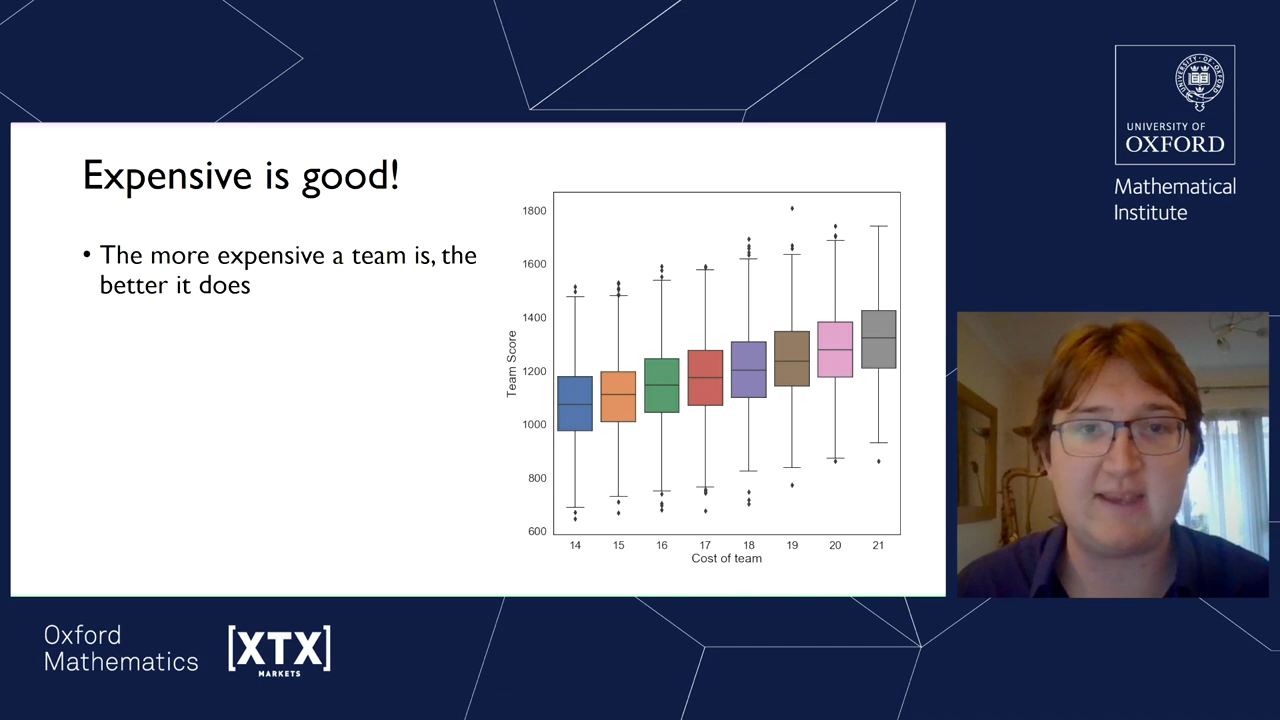 UNIVERSITY OF
OXFORD
Mathematical
Institute
Expensive is good!
• The more expensive a team is, the
better it does
Team Score
1800
1600
1400
1200
1000
800
600
14 15 16 17 18 19 20 21
Cost of team
Oxford
Mathematics
[XTX]
MARKETS